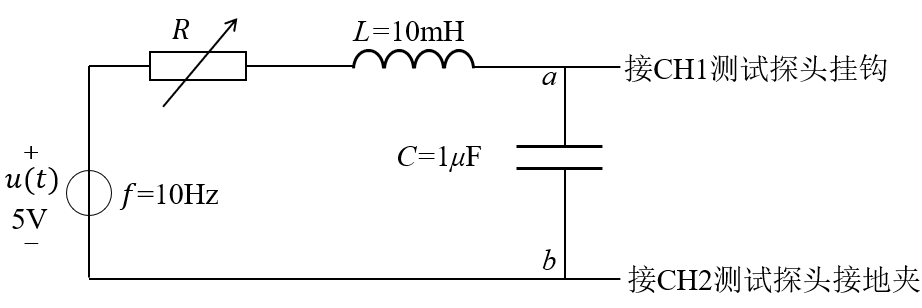 R
L=10mH
接CH1测试探头挂钩
a
C=1μF
+
u(t)
5V
−
f=10Hz
b
接CH2测试探头接地夹